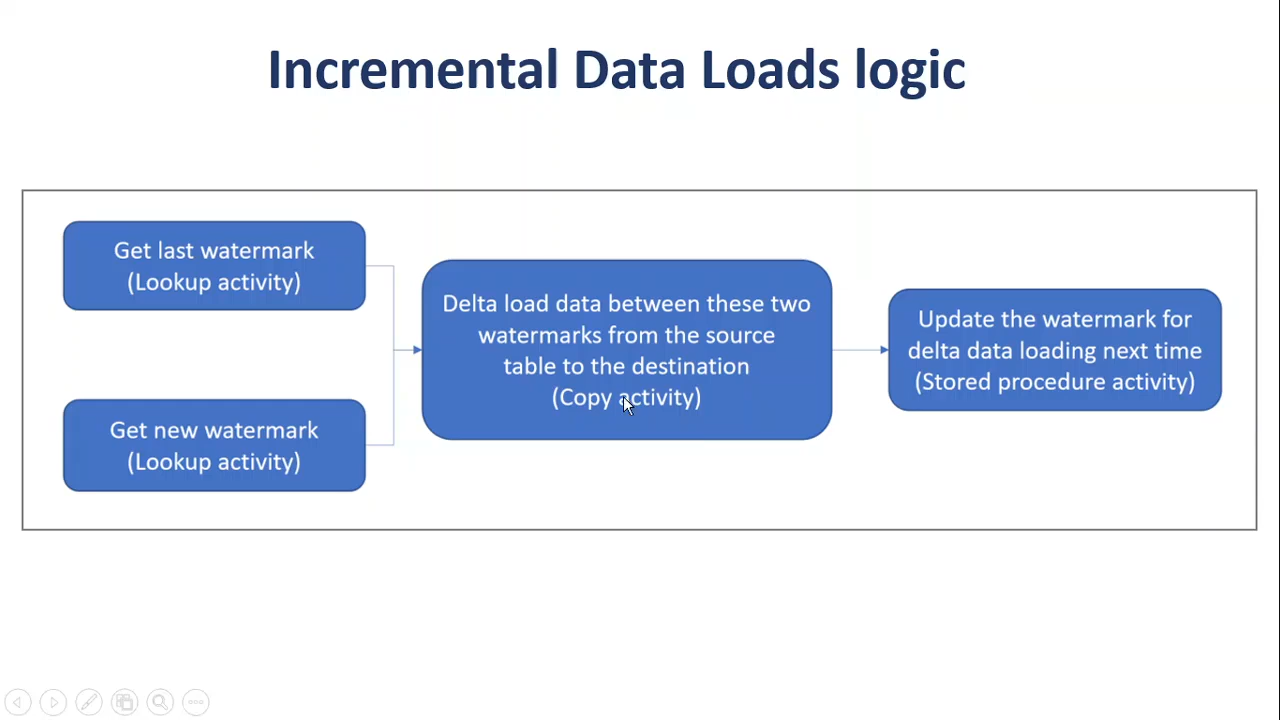 Incremental Data Loads logic
Get last watermark
(Lookup activity)
Get new watermark
(Lookup activity)
Delta load data between these two
watermarks from the source
table to the destination
(Copy activity)
Update the watermark for
delta data loading next time
(Stored procedure activity)